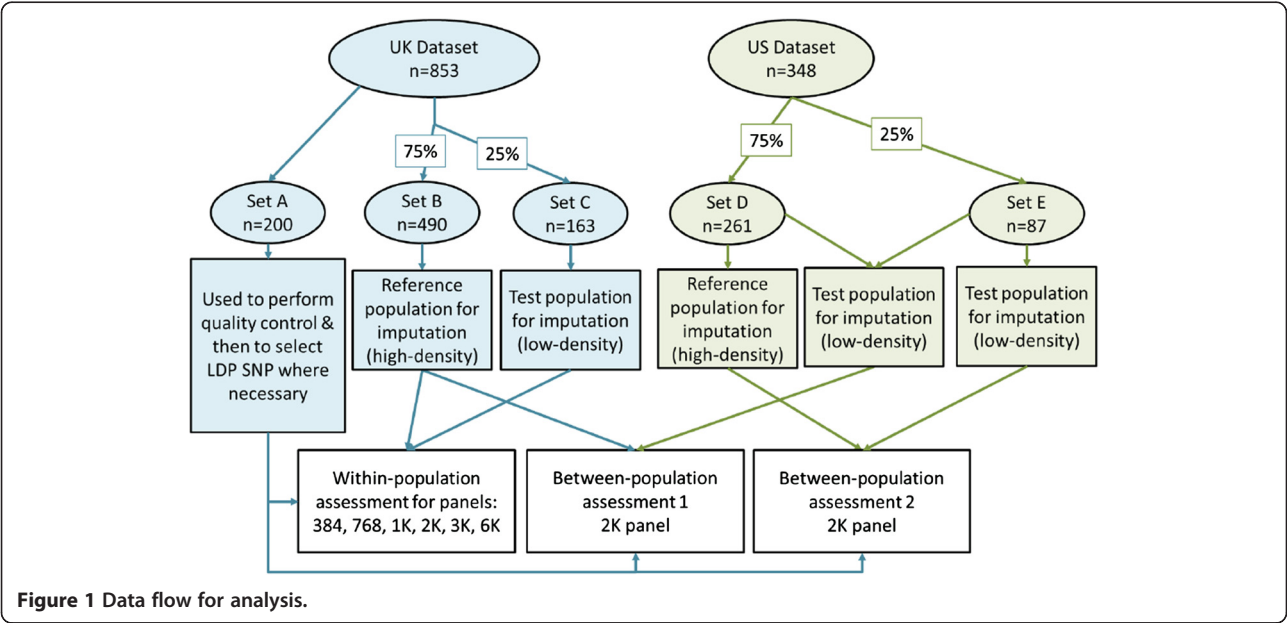 UK Dataset
n=853
US Dataset
n=348
75%
25%
75%
25%
Set A
n=200
Set B
n=490
Set C
n=163
Set D
n=261
Set E
n=87
Used to perform
quality control &
then to select
LDP SNP where
necessary
Reference
population for
imputation
(high-density)
Test population
for imputation
(low-density)
Reference
population for
imputation
(high-density)
Test population
for imputation
(low-density)
Test population
for imputation
(low-density)
Within-population
assessment for panels:
384, 768, 1K, 2K, 3K, 6K
Between-population
assessment 1
2K panel
Between-population
assessment 2
2K panel
Figure 1 Data flow for analysis.